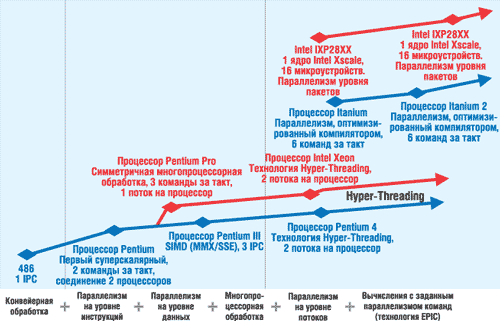 Intel IXP28XX
1 ядро Intel Xscale,
16 микроустройств.
Параллелизм уровня
пакетов
Intel IXP28XX
1 ядро Intel Xscale,
16 микроустройств.
Параллелизм уровня
пакетов
Процессор Itanium
Параллелизм, оптимизи-
рованный компилятором,
6 команд за такт
Процессор Itanium 2
Параллелизм, оптимизи-
рованный компилятором,
6 команд за такт
Процессор Pentium Pro
Симметричная многопроцессорная
обработка, 3 команды за такт,
1 поток на процессор
Процессор Intel Xeon
Технология Hyper-Threading,
2 потока на процессор
Hyper-Threading
486
1 IPC
Процессор Pentium
Первый суперскалярный,
2 команды за такт,
соединение 2 процессоров
Процессор Pentium III
SIMD (MMX/SSE), 3 IPC
Процессор Pentium 4
Технология Hyper-Threading,
2 потока на процессор
Конвейерная
обработка
+
Параллелизм
на уровне
инструкций
+
Параллелизм
на уровне
данных
+
Многопро-
цессорная
обработка
+
Параллелизм
на уровне
потоков
+
Вычисления с заданным
параллелизмом команд
(технология EPIC)